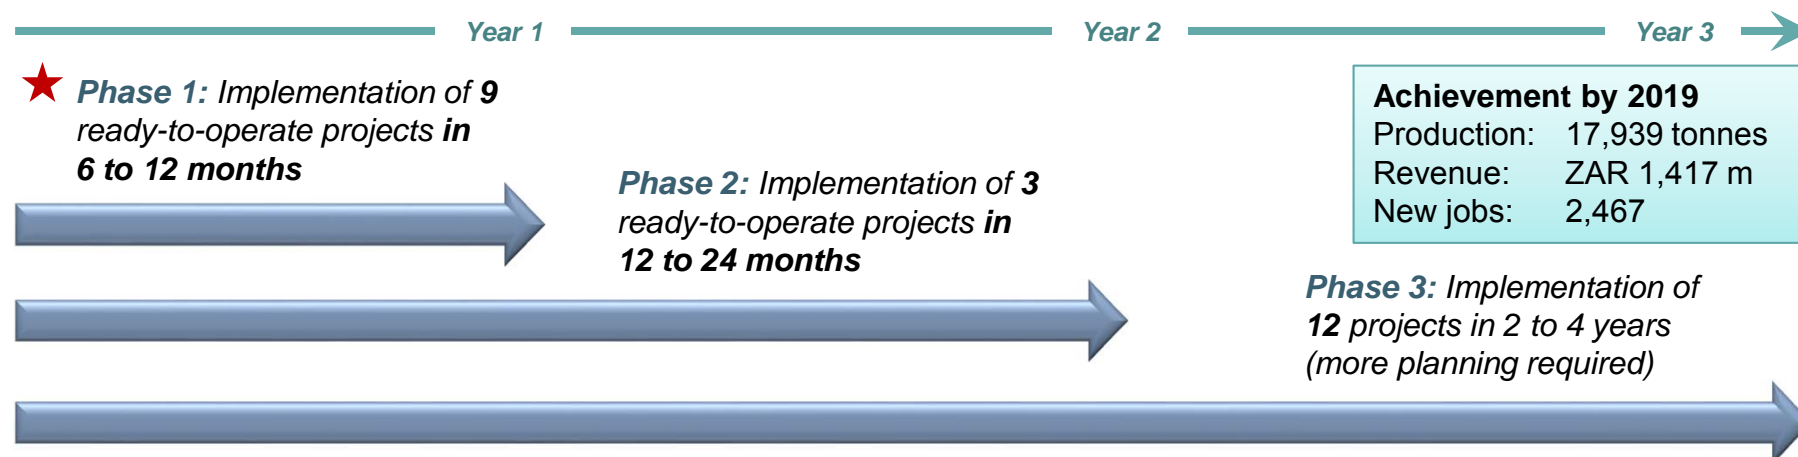 Year 1 Year 2 Year 3
Phase 1: Implementation of 9
ready-to-operate projects in
6 to 12 months
Phase 2: Implementation of 3
ready-to-operate projects in
12 to 24 months
Achievement by 2019
Production: 17,939 tonnes
Revenue: ZAR 1,417 m
New jobs: 2,467
Phase 3: Implementation of
12 projects in 2 to 4 years
(more planning required)